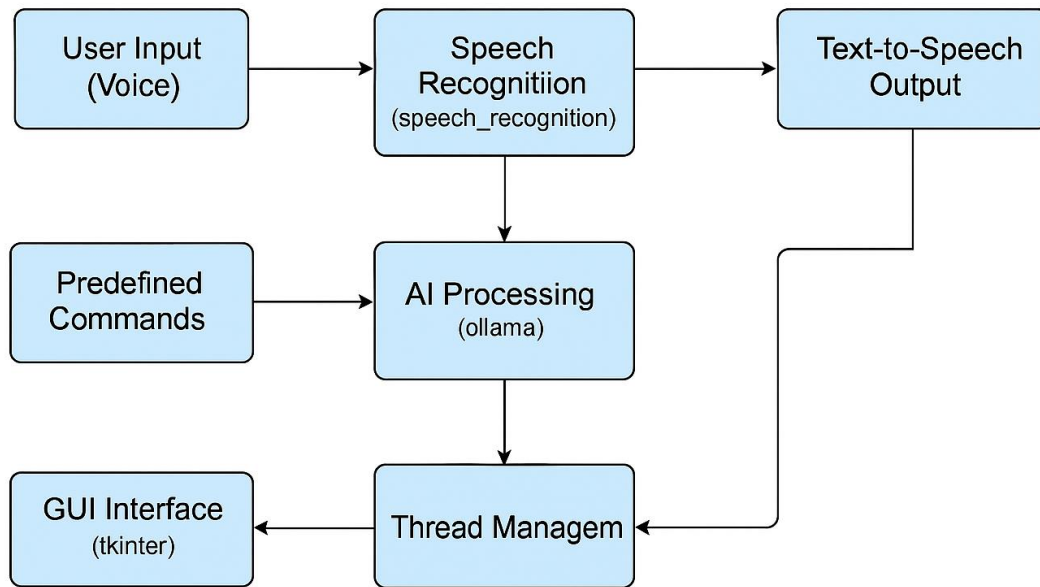 User Input
(Voice)
Speech
Recognitiion
(speech_recognition)
Text-to-Speech
Output
Predefined
Commands
AI Processing
(ollama)
GUI Interface
(tkinter)
Thread Managem